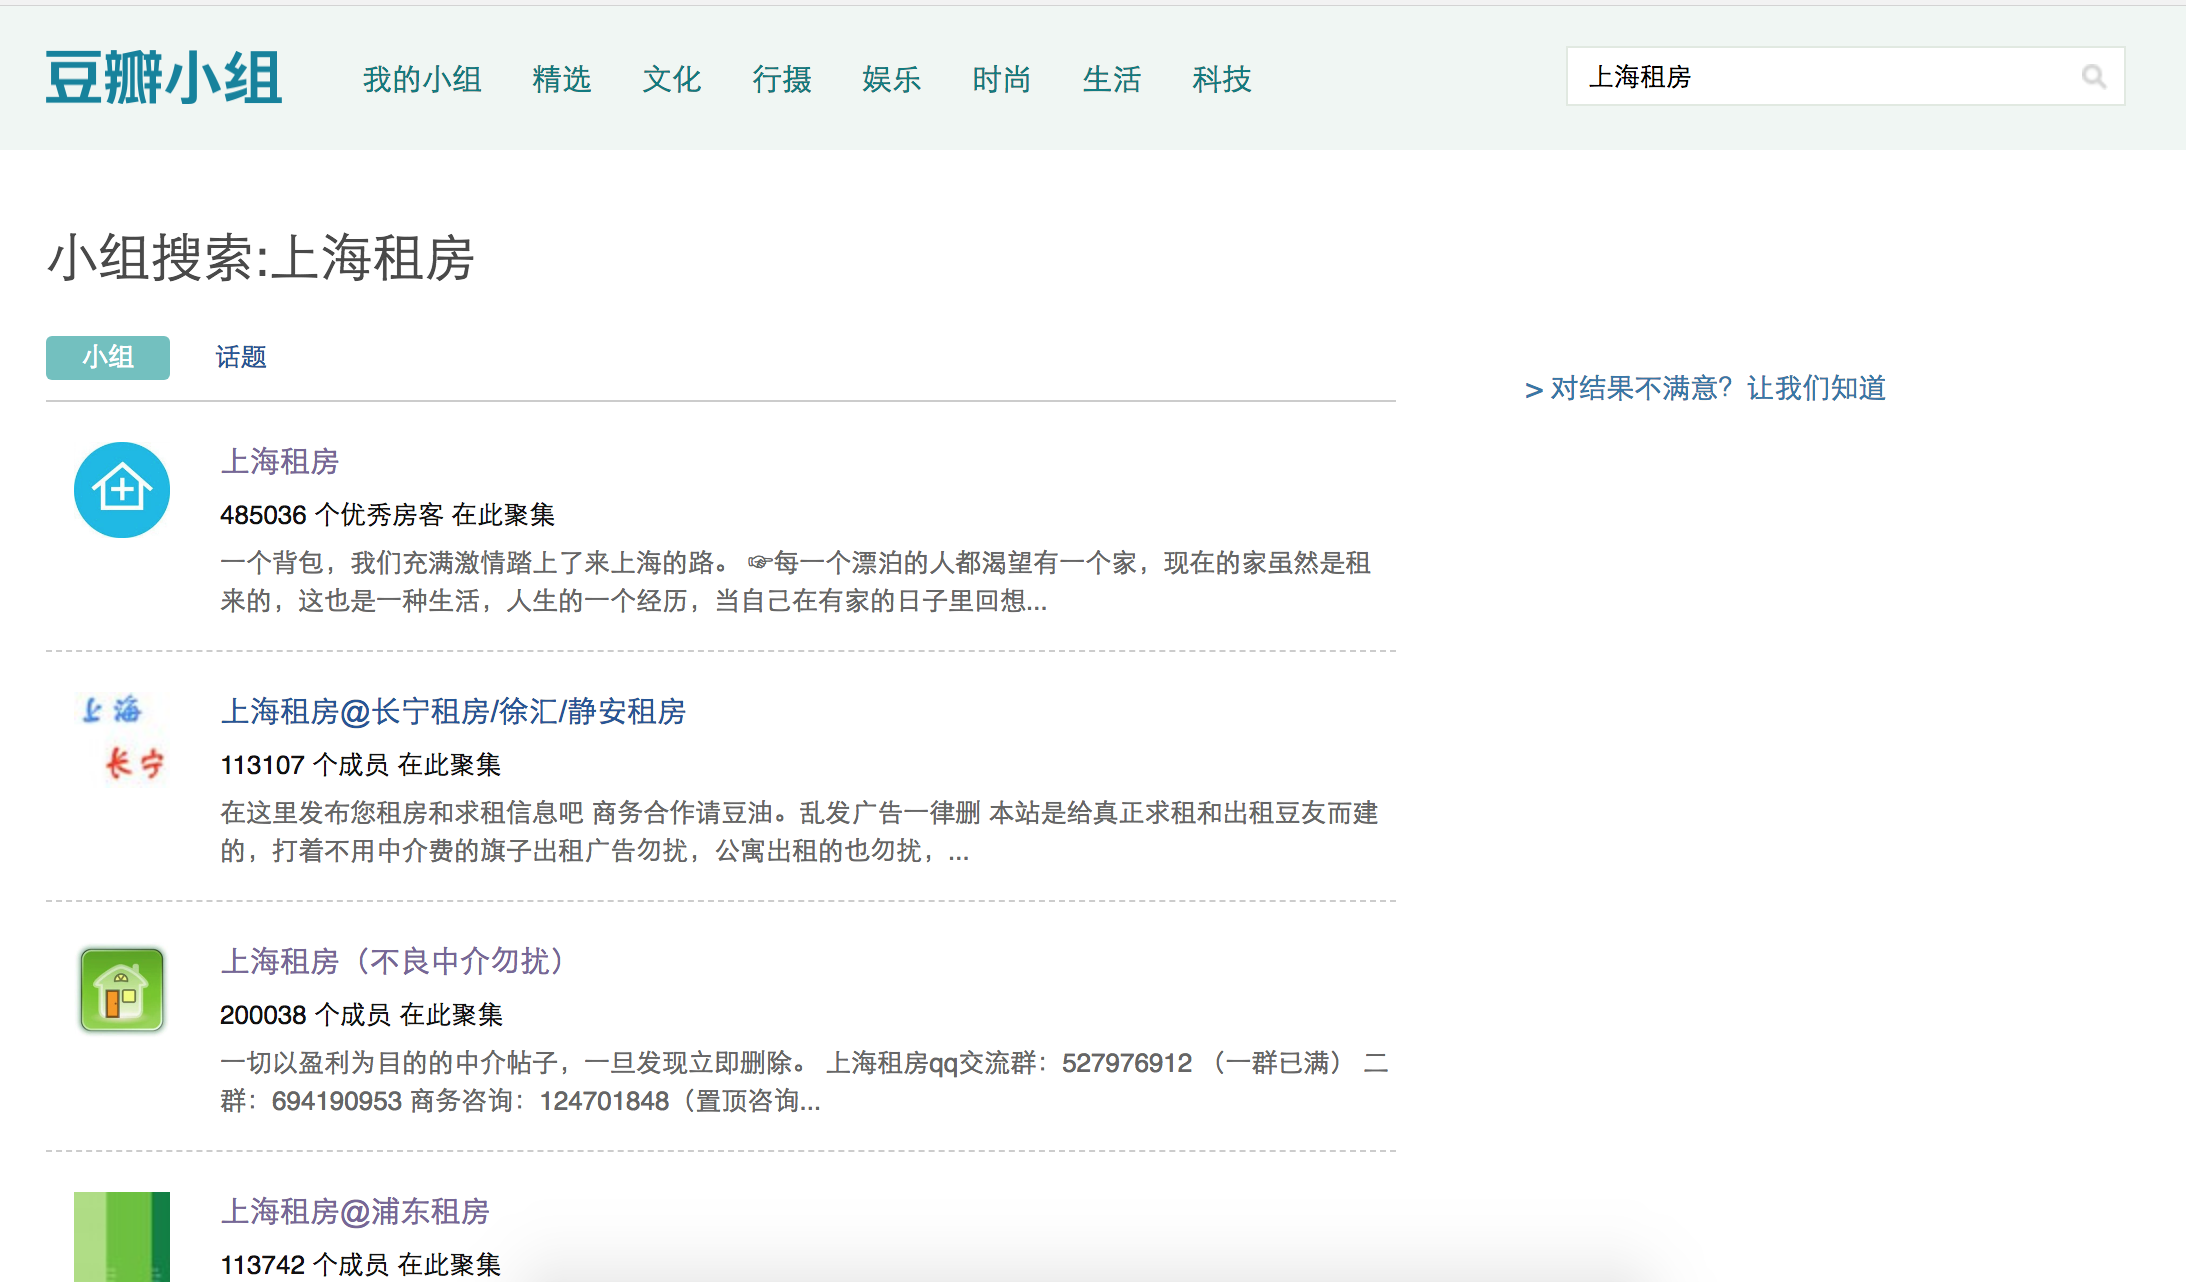 豆瓣小组
我的小组 精选 文化 行摄 娱乐 时尚 生活 科技
上海租房
小组搜索:上海租房
小组 话题
> 对结果不满意？让我们知道
上海租房
485036 个优秀房客 在此聚集
一个背包，我们充满激情踏上了来上海的路。 ☞每一个漂泊的人都渴望有一个家，现在的家虽然是租
来的，这也是一种生活，人生的一个经历，当自己在有家的日子里回想...
上海
长宁
上海租房@长宁租房/徐汇/静安租房
113107 个成员 在此聚集
在这里发布您租房和求租信息吧 商务合作请豆油。乱发广告一律删 本站是给真正求租和出租豆友而建
的，打着不用中介费的旗子出租广告勿扰，公寓出租的也勿扰，...
上海租房（不良中介勿扰）
200038 个成员 在此聚集
一切以盈利为目的的中介帖子，一旦发现立即删除。 上海租房qq交流群：527976912 （一群已满） 二
群：694190953 商务咨询：124701848（置顶咨询...
上海租房@浦东租房
113742 个成员 在此聚集